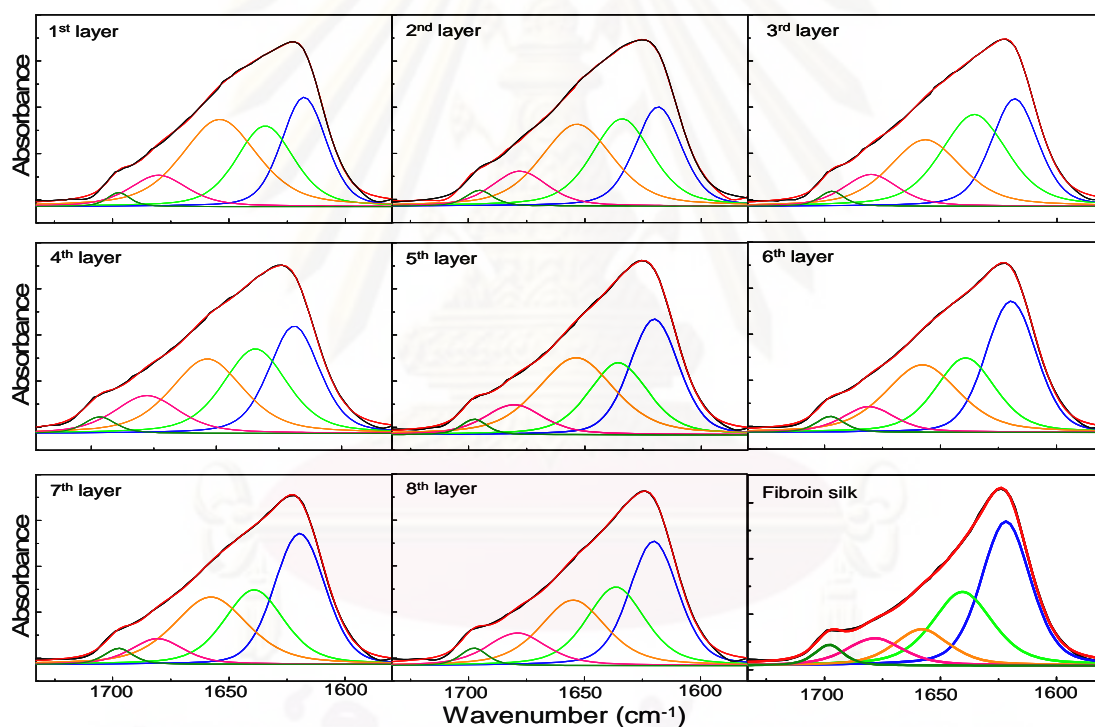 1st layer
2nd layer
3rd layer
Absorbance
4th layer
5th layer
6th layer
Absorbance
7th layer
8th layer
Fibroin silk
Absorbance
1700 1650 1600 1700 1650 1600 1700 1650 1600
Wavenumber (cm-1)